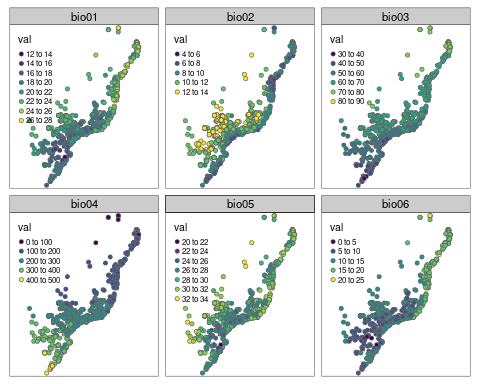 bio01
val
12 to 14
14 to 16
16 to 18
18 to 20
20 to 22
22 to 24
24 to 26
26 to 28
bio02
val
4 to 6
6 to 8
8 to 10
10 to 12
12 to 14
bio03
val
30 to 40
40 to 50
50 to 60
60 to 70
70 to 80
80 to 90
bio04
val
0 to 100
100 to 200
200 to 300
300 to 400
400 to 500
bio05
val
20 to 22
22 to 24
24 to 26
26 to 28
28 to 30
30 to 32
32 to 34
bio06
val
0 to 5
5 to 10
10 to 15
15 to 20
20 to 25